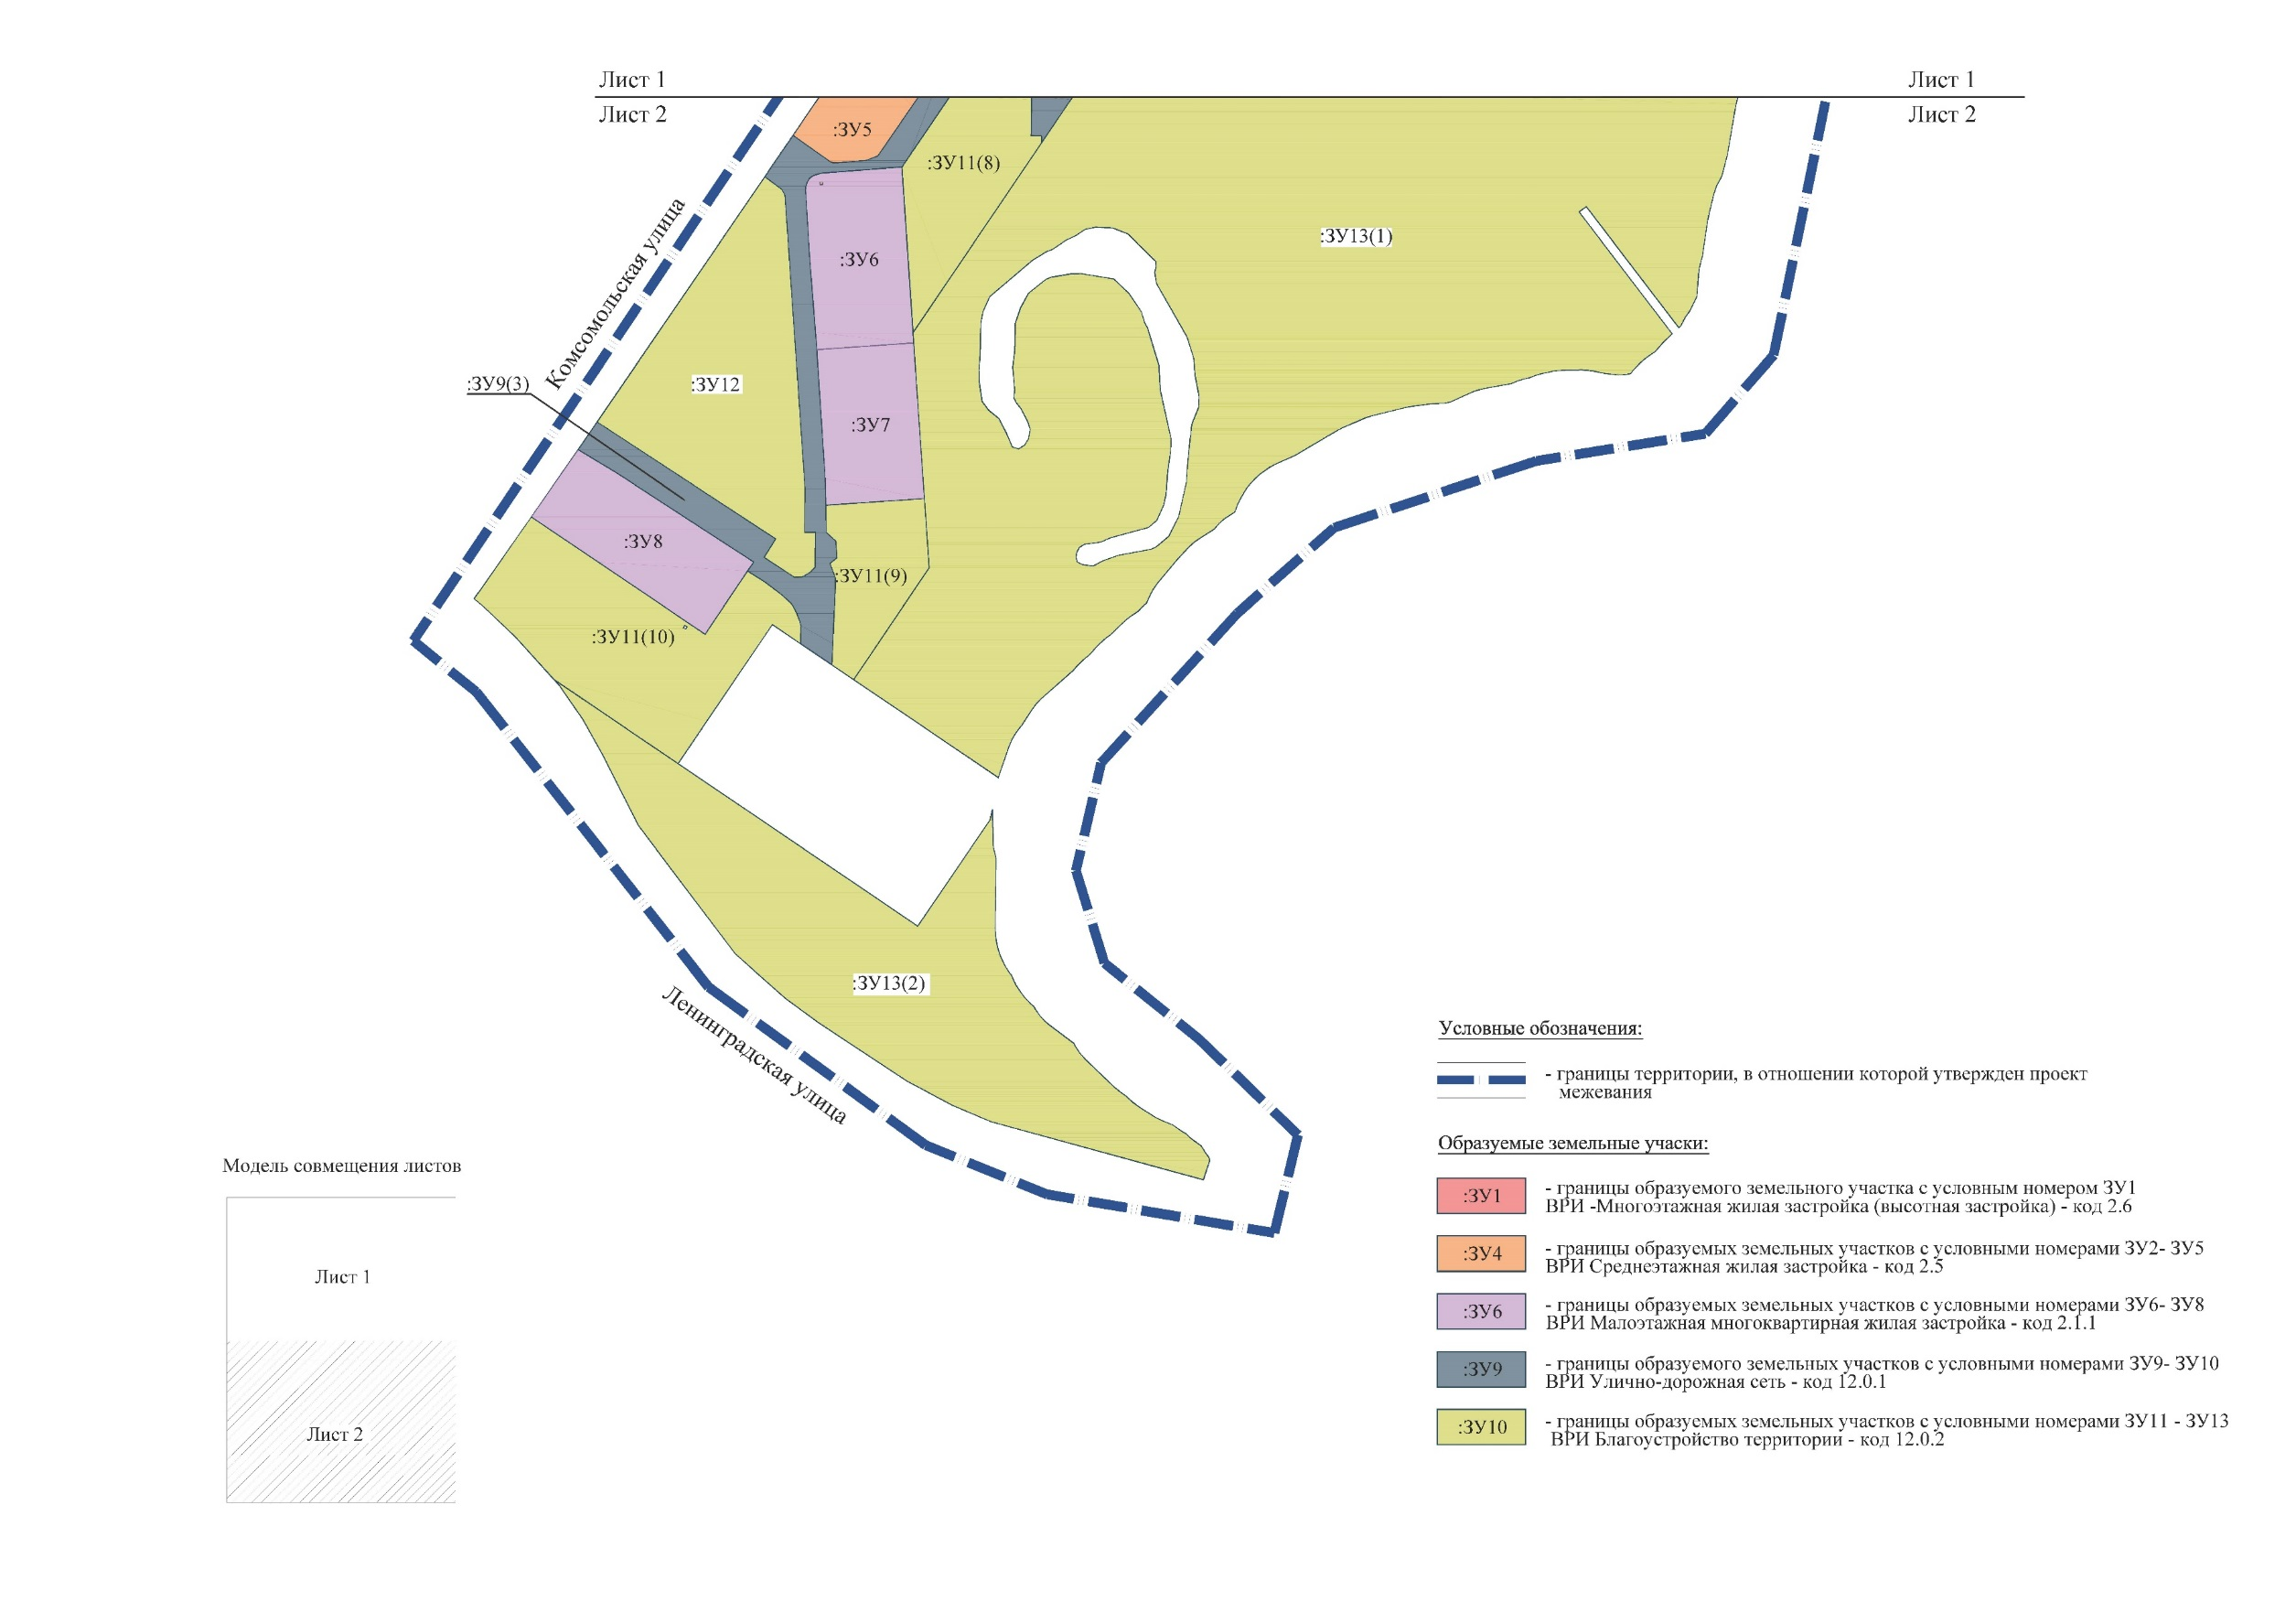 Лист 1
Лист 1
Лист 2
Лист 2
:ЗУ5
:ЗУ11(8)
Комсомольская улица
:ЗУ13(1)
:ЗУ6
:ЗУ9(3)
:ЗУ12
:ЗУ7
:ЗУ8
:ЗУ11(9)
:ЗУ11(10)
:ЗУ13(2)
Ленинградская улица
Условные обозначения:
- границы территории, в отношении которой утвержден проект
межевания
Образуемые земельные учаски:
:ЗУ1
- границы образуемого земельного участка с условным номером ЗУ1
ВРИ -Многоэтажная жилая застройка (высотная застройка) - код 2.6
:ЗУ4
- границы образуемых земельных участков с условными номерами ЗУ2- ЗУ5
ВРИ Среднеэтажная жилая застройка - код 2.5
:ЗУ6
- границы образуемых земельных участков с условными номерами ЗУ6- ЗУ8
ВРИ Малоэтажная многоквартирная жилая застройка - код 2.1.1
:ЗУ9
- границы образуемого земельных участков с условными номерами ЗУ9- ЗУ10
ВРИ Улично-дорожная сеть - код 12.0.1
:ЗУ10
- границы образуемых земельных участков с условными номерами ЗУ11 - ЗУ13
ВРИ Благоустройство территории - код 12.0.2
Модель совмещения листов
Лист 1
Лист 2